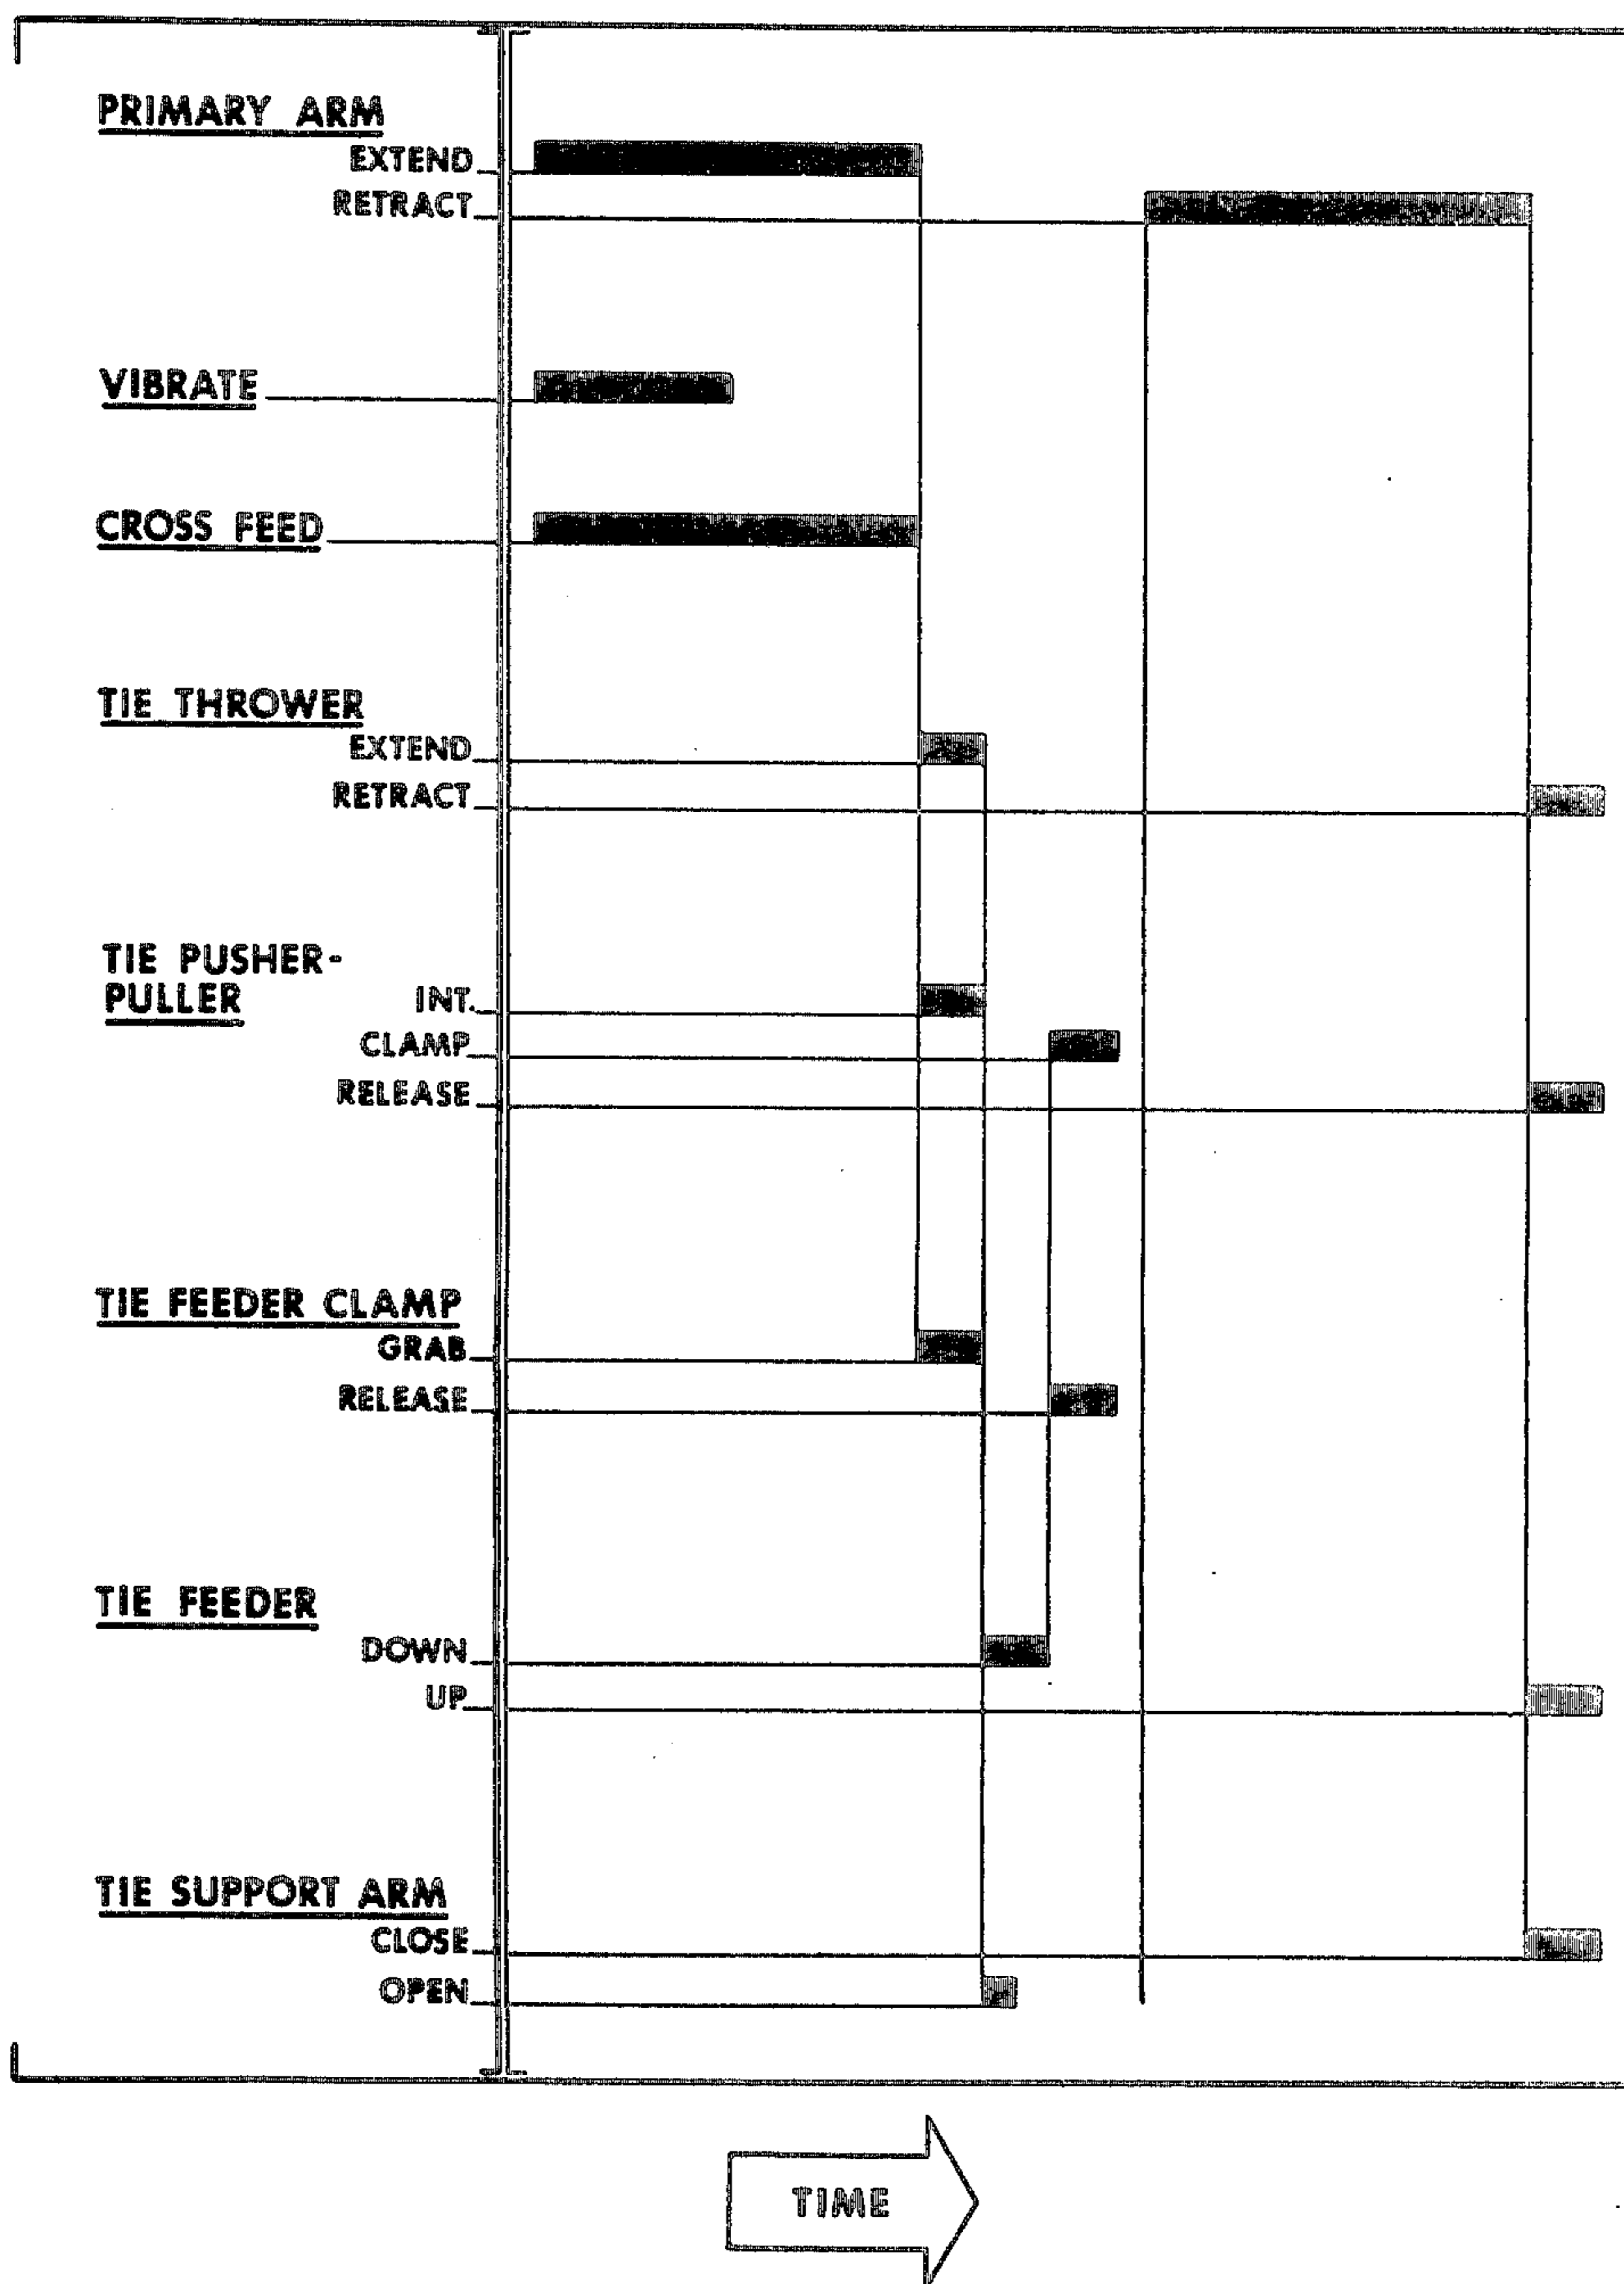 PRIMARY ARM
EXTEND
RETRACT
VIBRATE
CROSS FEED
TIE THROWER
EXTEND
RETRACT
TIE PUSHER-
PULLER
INT.
CLAMP
RELEASE
TIE FEEDER CLAMP
GRAB
RELEASE
TIE FEEDER
DOWN
UP
TIE SUPPORT ARM
CLOSE
OPEN
TIME